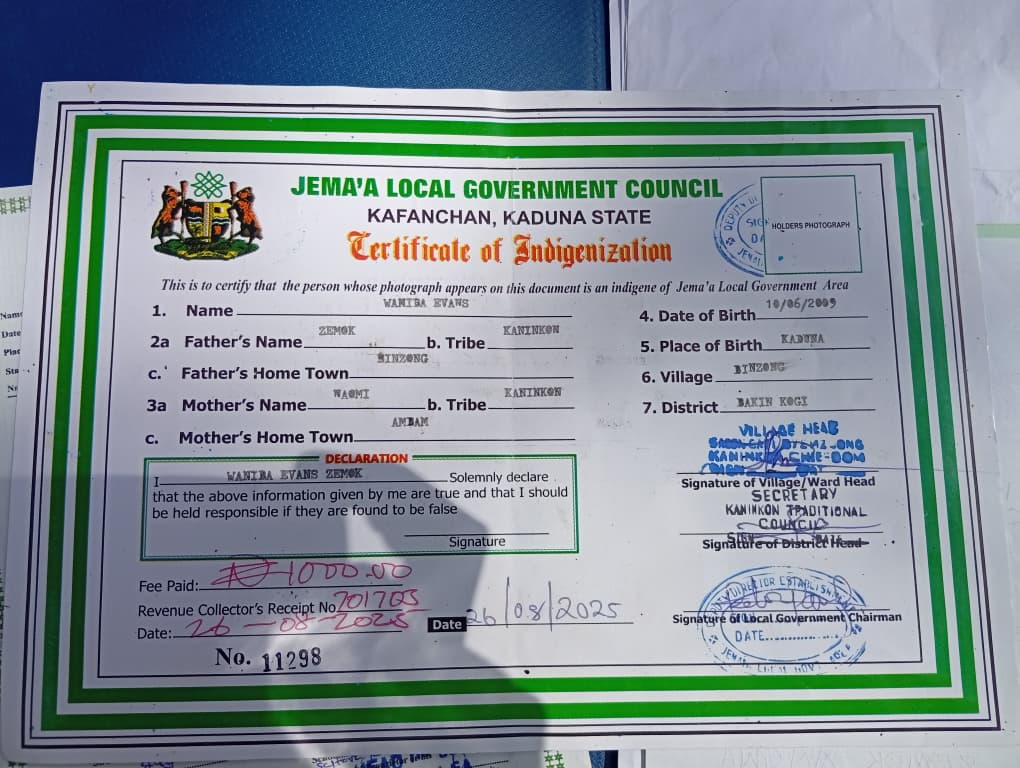 JEMA'A LOCAL GOVERNMENT COUNCIL
KAFANCHAN, KADUNA STATE
Certificate of Indigenization
HOLDERS PHOTOGRAPH
This is to certify that the person whose photograph appears on this document is an indigene of Jema'a Local Government Area
1. Name WANIBA EVANS
2a Father's Name ZEMOK b. Tribe KANINKON
c. Father's Home Town BINZONG
3a Mother's Name NAOMI b. Tribe KANINKON
c. Mother's Home Town AMBAM
4. Date of Birth 10/06/2009
5. Place of Birth KADUNA
6. Village BINZONG
7. District BAKIN KOGI
DECLARATION
I WANIBA EVANS ZEMOK Solemnly declare
that the above information given by me are true and that I should
be held responsible if they are found to be false
Signature
VILLAGE HEAD
Signature of Village/Ward Head
SECRETARY
KANINKON TRADITIONAL
COUNCIL
Signature of District Head
Fee Paid: ₦ 1000.00
Revenue Collector's Receipt No 701705
Date: 26-08-2025
Date 26/08/2025
Signature of Local Government Chairman
DATE
No. 11298